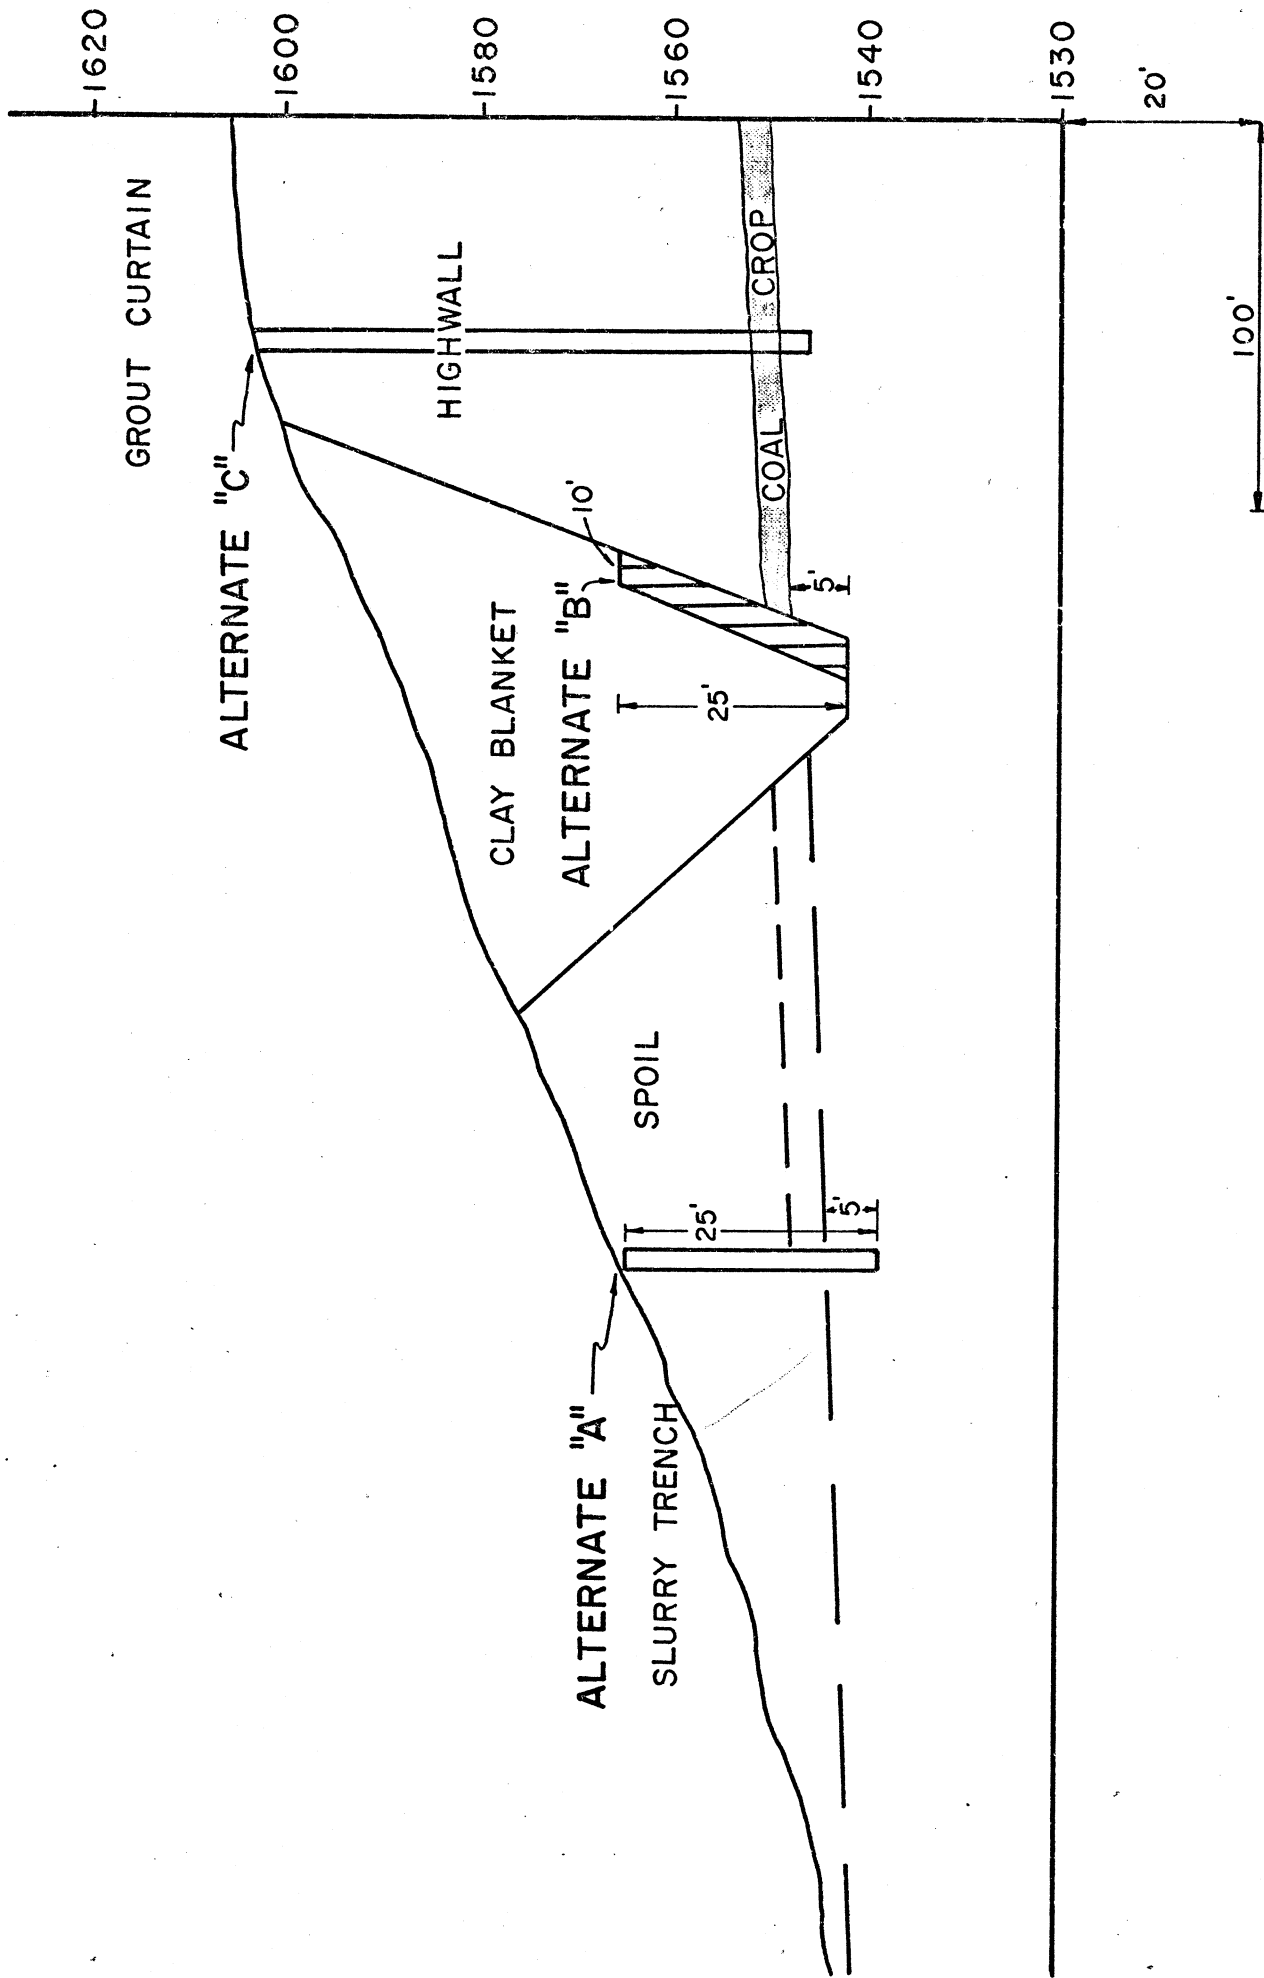 GROUT CURTAIN
ALTERNATE "C"
HIGHWALL
CLAY BLANKET
ALTERNATE "B"
10'
25'
5'
COAL CROP
SPOIL
25'
5'
ALTERNATE "A"
SLURRY TRENCH
1620
1600
1580
1560
1540
1530
20'
100'